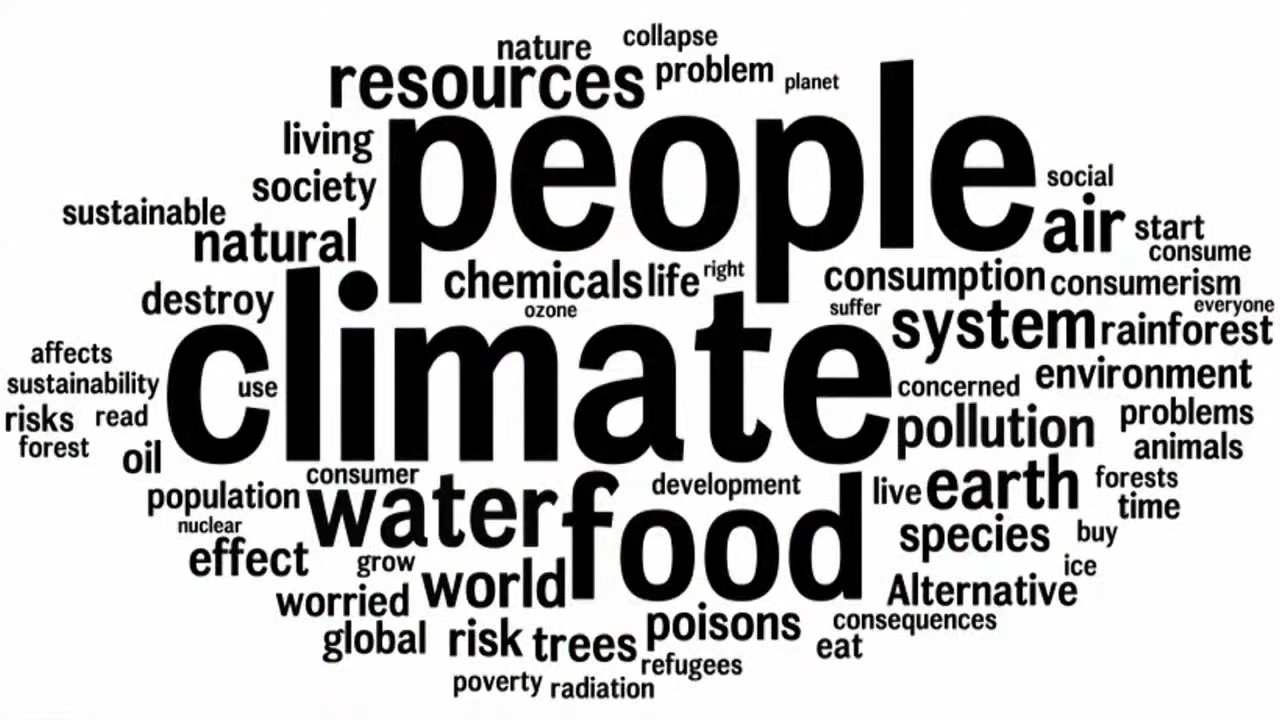 nature collapse
resources problem planet
living people
society social
sustainable air start
natural consume
chemicals life right consumption consumerism
destroy ozone suffer everyone
climate system rainforest
affects
sustainability use concerned environment
risks read pollution problems
forest oil animals
consumer development live earth forests
population water food time
nuclear species buy
effect grow ice
worried world Alternative
global risk trees poisons consequences
refugees eat
poverty radiation